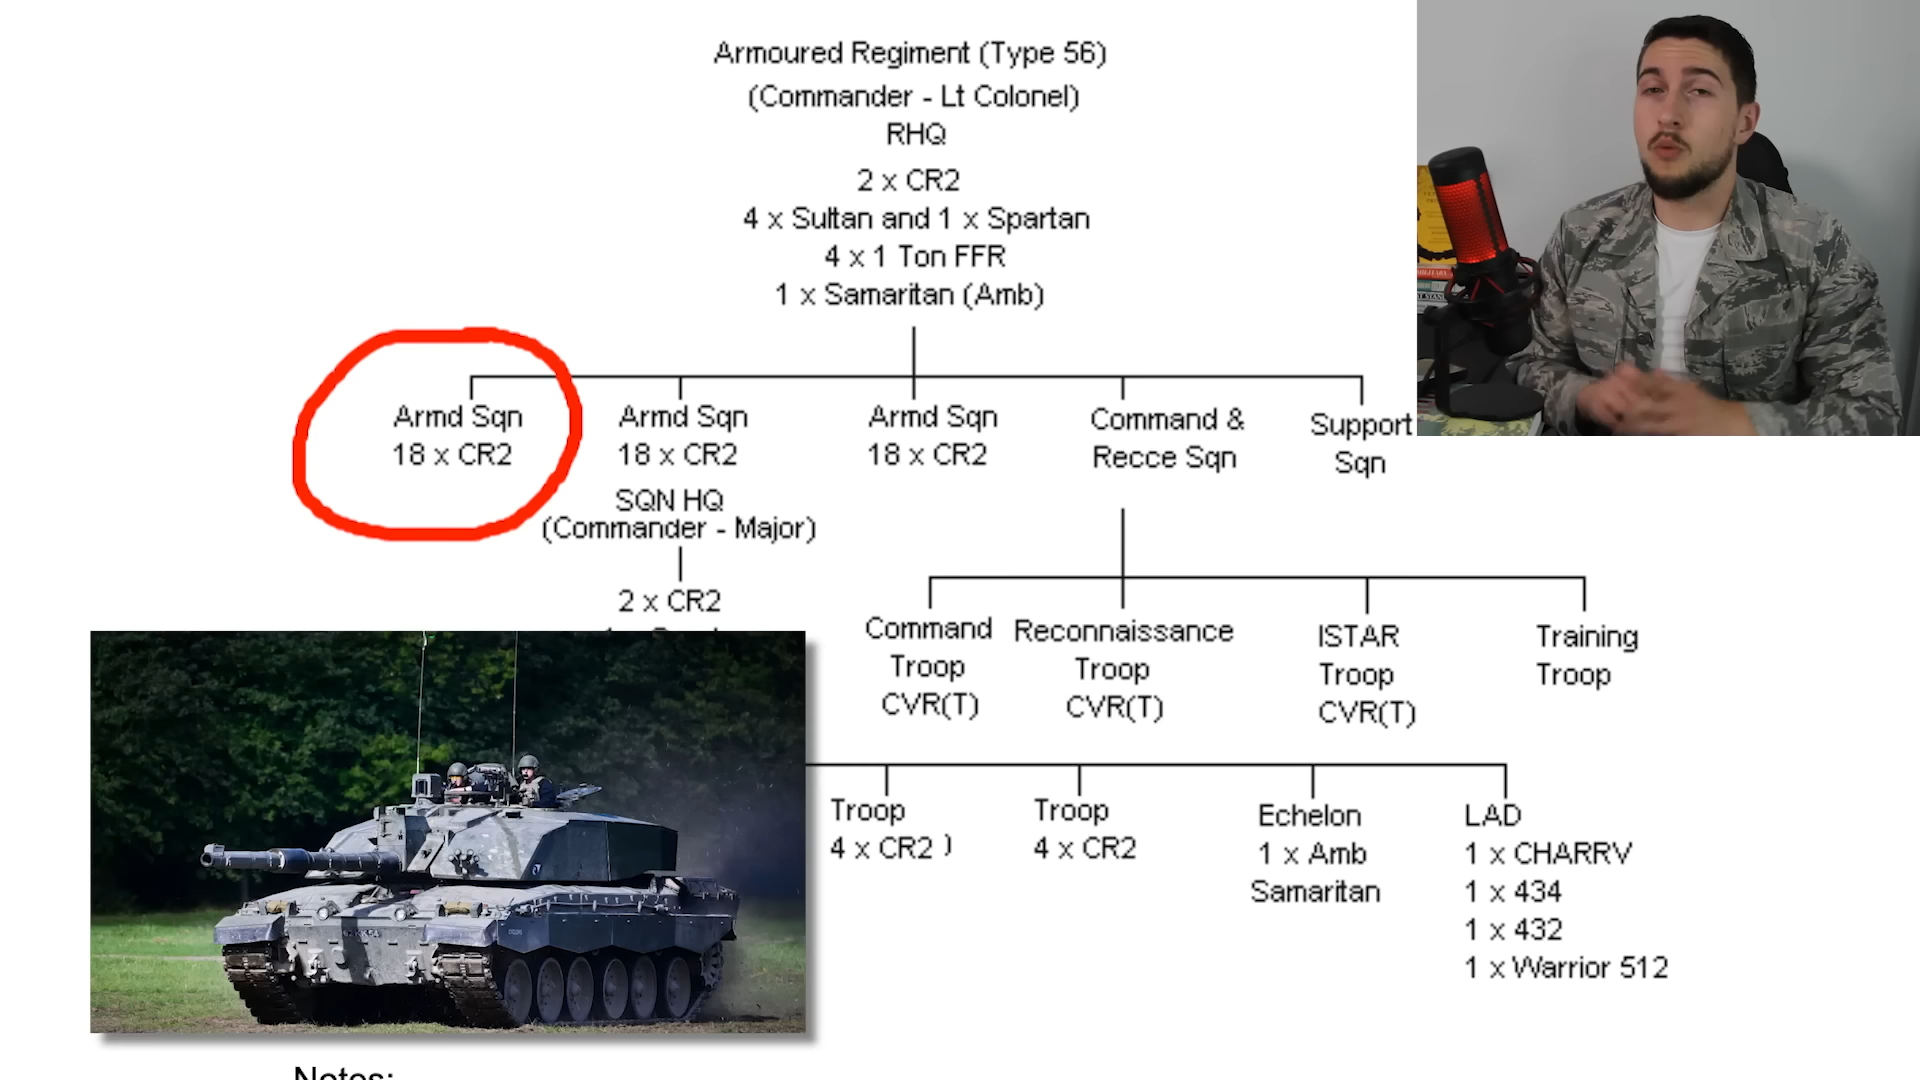 Armoured Regiment (Type 56)
(Commander - Lt Colonel)
RHQ
2 x CR2
4 x Sultan and 1 x Spartan
4 x 1 Ton FFR
1 x Samaritan (Amb)
Armd Sqn
18 x CR2
Armd Sqn
18 x CR2
SQN HQ
(Commander - Major)
2 x CR2
Armd Sqn
18 x CR2
Command &
Recce Sqn
Support
Sqn
Command
Troop
CVR(T)
Reconnaissance
Troop
CVR(T)
ISTAR
Troop
CVR(T)
Training
Troop
Troop
4 x CR2 )
Troop
4 x CR2
Echelon
1 x Amb
Samaritan
LAD
1 x CHARRV
1 x 434
1 x 432
1 x Warrior 512
Notes: